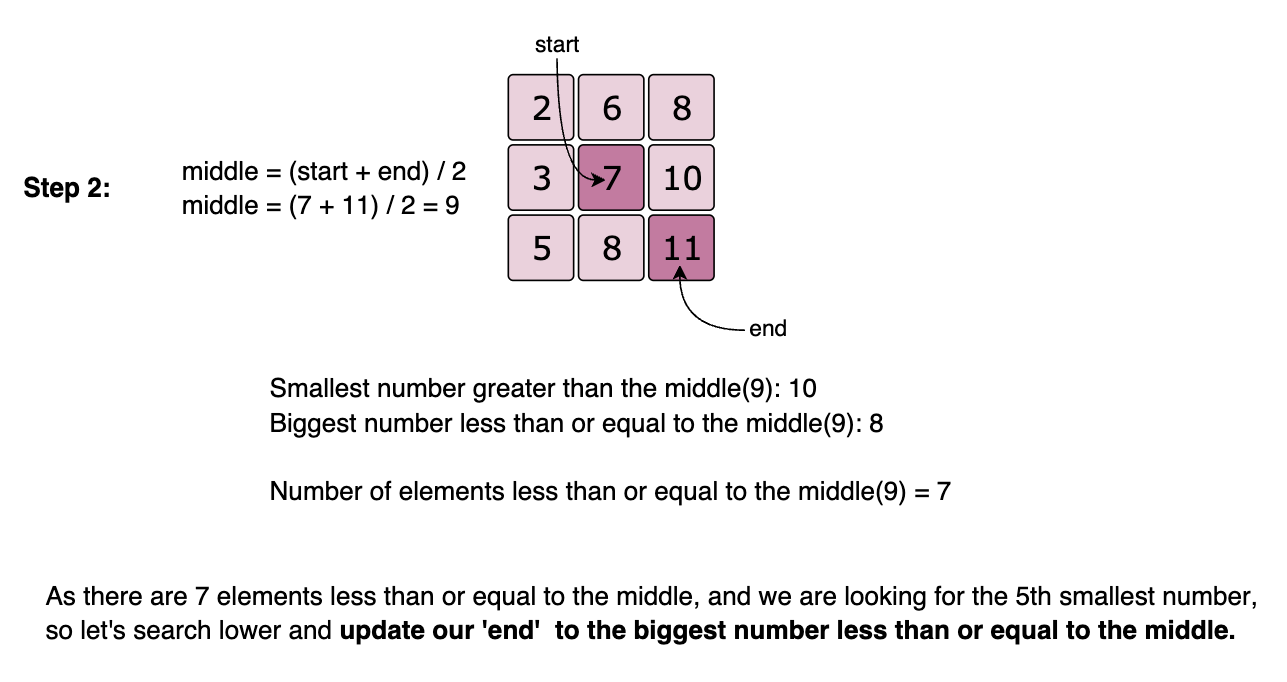 start
2 6 8
Step 2:
middle = (start + end) / 2
middle = (7 + 11) / 2 = 9
3 7 10
5 8 11
end
Smallest number greater than the middle(9): 10
Biggest number less than or equal to the middle(9): 8
Number of elements less than or equal to the middle(9) = 7
As there are 7 elements less than or equal to the middle, and we are looking for the 5th smallest number,
so let's search lower and update our 'end'  to the biggest number less than or equal to the middle.